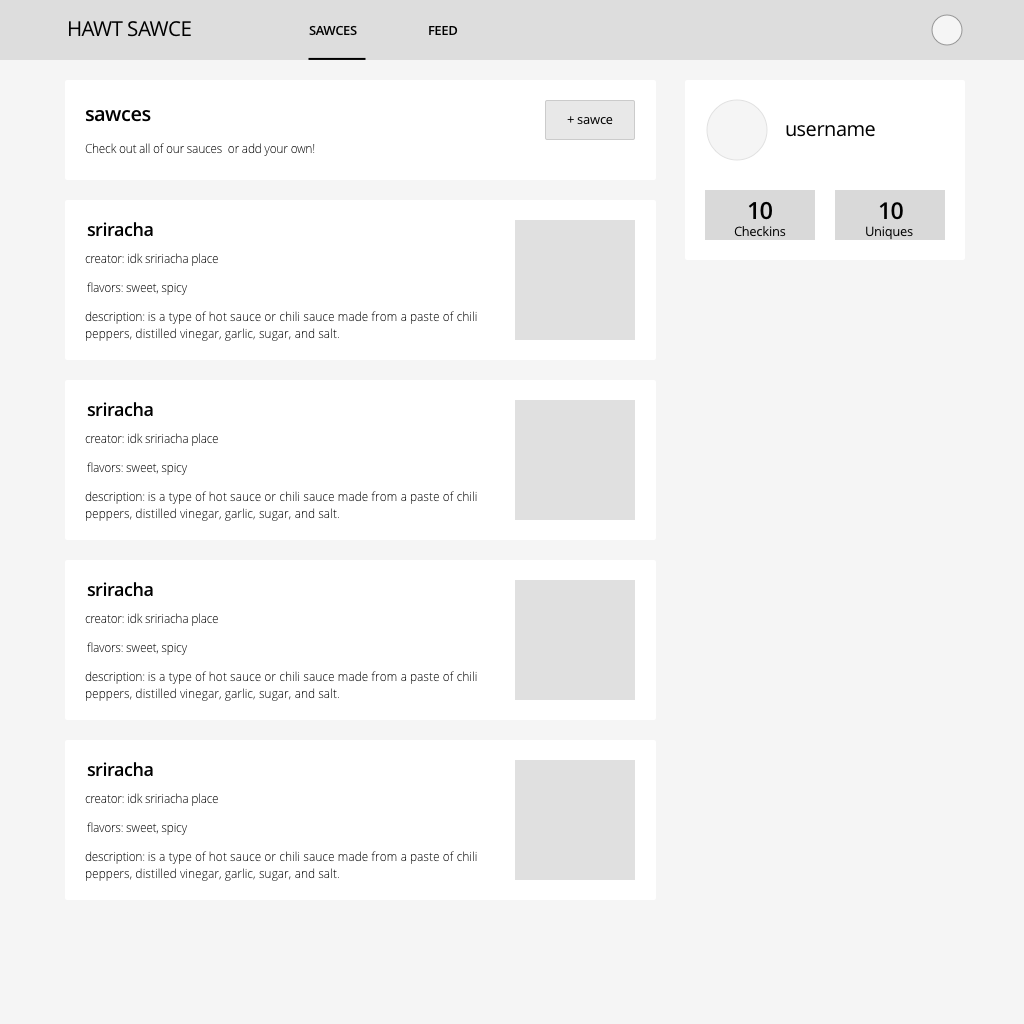 HAWT SAWCE
SAWCES
FEED
sawces
+ sawce
Check out all of our sauces  or add your own!
sriracha
creator: idk sririacha place
flavors: sweet, spicy
description: is a type of hot sauce or chili sauce made from a paste of chili
peppers, distilled vinegar, garlic, sugar, and salt.
sriracha
creator: idk sririacha place
flavors: sweet, spicy
description: is a type of hot sauce or chili sauce made from a paste of chili
peppers, distilled vinegar, garlic, sugar, and salt.
sriracha
creator: idk sririacha place
flavors: sweet, spicy
description: is a type of hot sauce or chili sauce made from a paste of chili
peppers, distilled vinegar, garlic, sugar, and salt.
sriracha
creator: idk sririacha place
flavors: sweet, spicy
description: is a type of hot sauce or chili sauce made from a paste of chili
peppers, distilled vinegar, garlic, sugar, and salt.
username
10
Checkins
10
Uniques